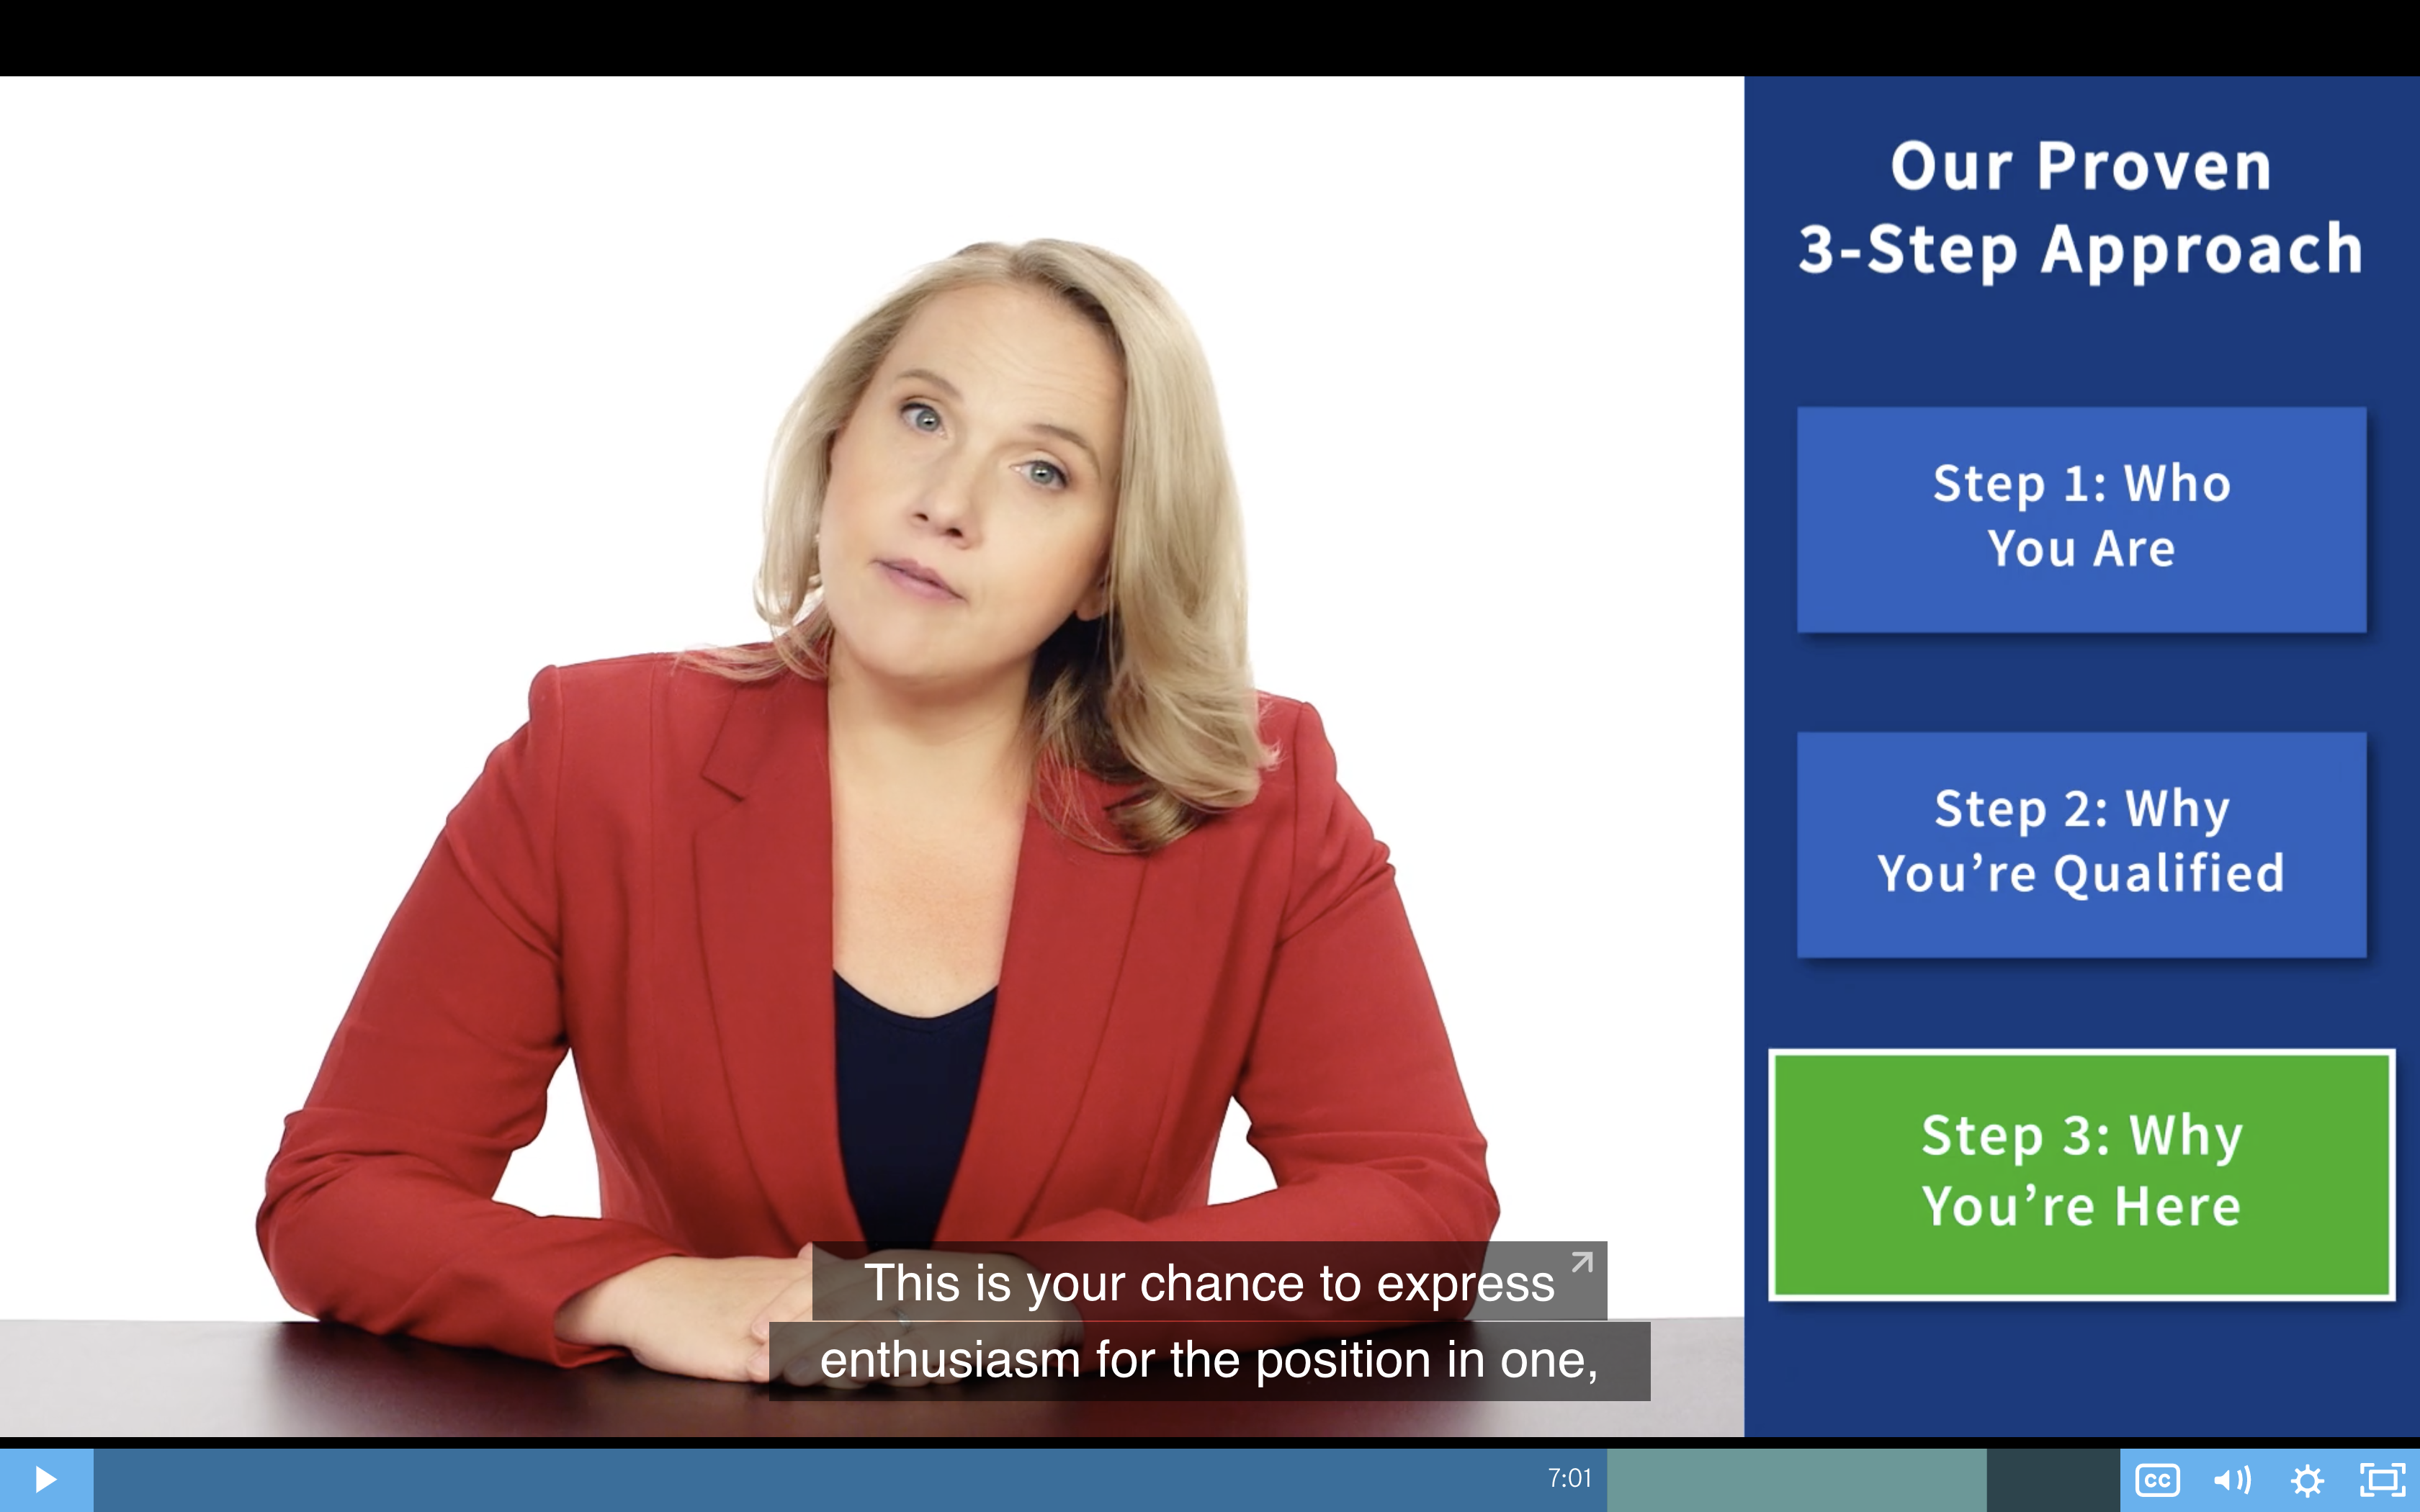 Our Proven
3-Step Approach
Step 1: Who
You Are
Step 2: Why
You’re Qualified
Step 3: Why
You’re Here
This is your chance to express
enthusiasm for the position in one,
7:01
CC